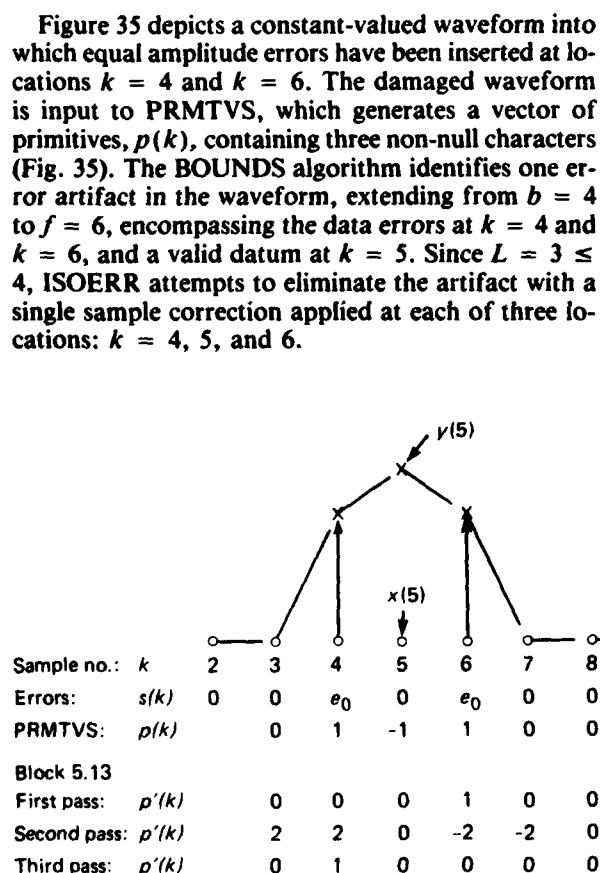 Figure 35 depicts a constant-valued waveform into
which equal amplitude errors have been inserted at lo-
cations k = 4 and k = 6. The damaged waveform
is input to PRMTVS, which generates a vector of
primitives, p(k), containing three non-null characters
(Fig. 35). The BOUNDS algorithm identifies one er-
ror artifact in the waveform, extending from b = 4
to f = 6, encompassing the data errors at k = 4 and
k = 6, and a valid datum at k = 5. Since L = 3 ≤
4, ISOERR attempts to eliminate the artifact with a
single sample correction applied at each of three lo-
cations: k = 4, 5, and 6.
y(5)
x(5)
Sample no.: k 2 3 4 5 6 7 8
Errors: s(k) 0 0 e0 0 e0 0 0
PRMTVS: p(k) 0 1 -1 1 0 0
Block 5.13
First pass: p'(k) 0 0 0 1 0 0
Second pass: p'(k) 2 2 0 -2 -2 0
Third pass: p'(k) 0 1 0 0 0 0